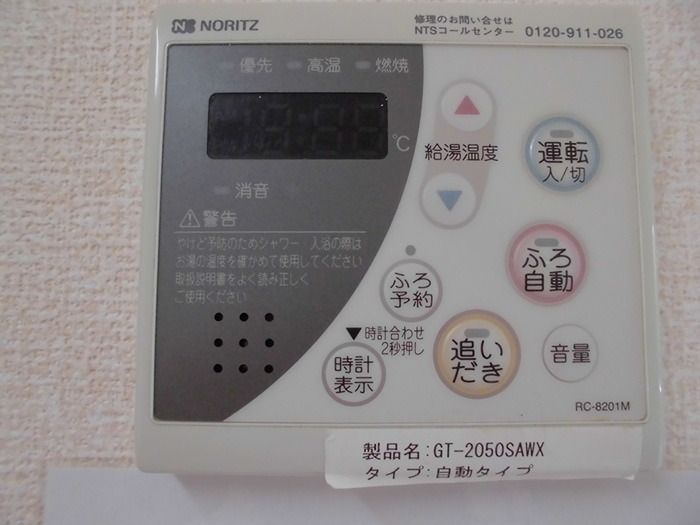 NORITZ
修理のお問い合せは
NTSコールセンター 0120-911-026
優先 高温 燃焼
℃
消音
給湯温度
運転
入/切
⚠警告
やけど予防のためシャワー・入浴の際は
お湯の温度を確かめて使用してください
取扱説明書をよく読み正しく
ご使用ください
ふろ
自動
ふろ
予約
▼時計合わせ
2秒押し
時計
表示
追い
だき
音量
RC-8201M
製品名:GT-2050SAWX
タイプ:自動タイプ